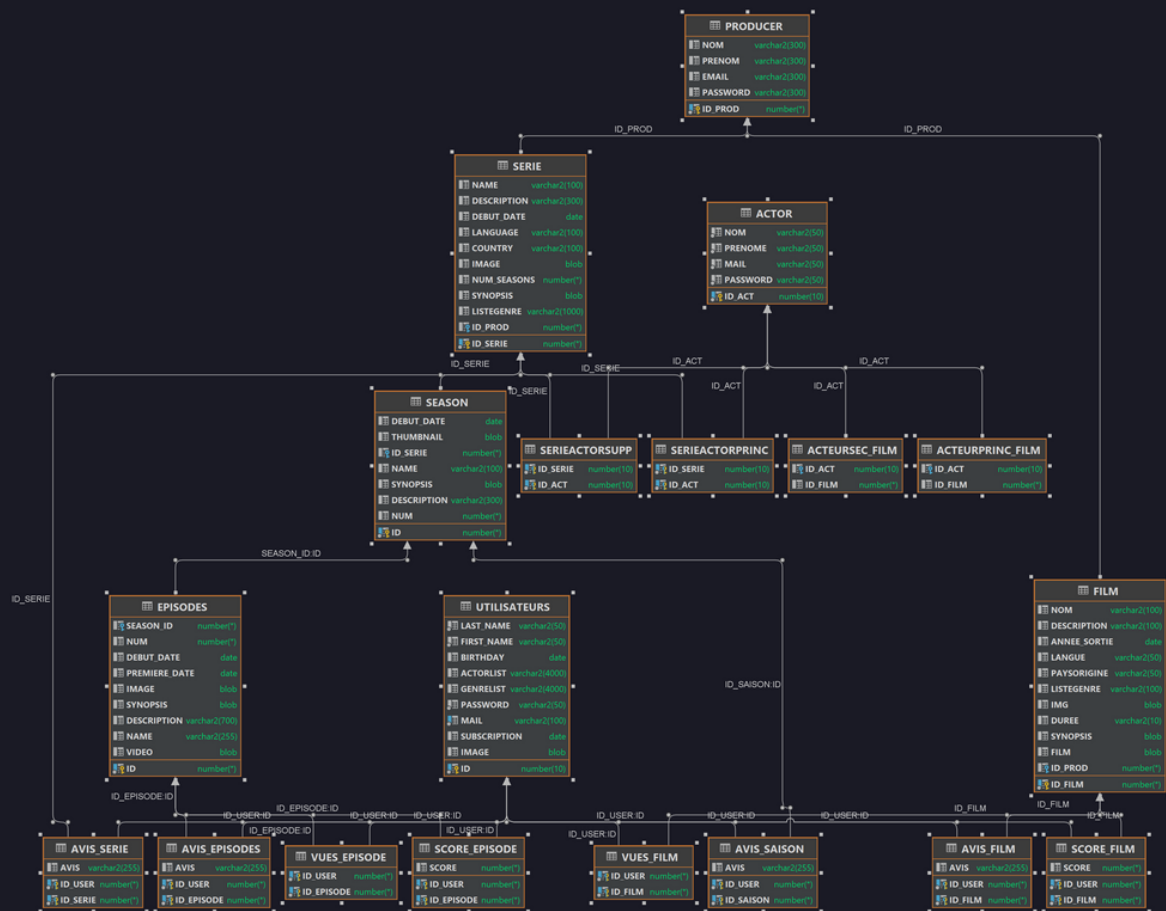 PRODUCER
NOM varchar2(300)
PRENOM varchar2(300)
EMAIL varchar2(300)
PASSWORD varchar2(300)
ID_PROD number(*)
ID_PROD
ID_PROD
SERIE
NAME varchar2(100)
DESCRIPTION varchar2(300)
DEBUT_DATE date
LANGUAGE varchar2(100)
COUNTRY varchar2(100)
IMAGE blob
NUM_SEASONS number(*)
SYNOPSIS blob
LISTEGENRE varchar2(1000)
ID_PROD number(*)
ID_SERIE number(*)
ACTOR
NOM varchar2(50)
PRENOME varchar2(50)
MAIL varchar2(50)
PASSWORD varchar2(50)
ID_ACT number(10)
ID_SERIE
ID_SERIE
ID_SERIE
ID_ACT
ID_ACT
ID_ACT
ID_ACT
SEASON
DEBUT_DATE date
THUMBNAIL blob
ID_SERIE number(*)
NAME varchar2(100)
SYNOPSIS blob
DESCRIPTION varchar2(300)
NUM number(*)
ID number(*)
SERIEACTORSUPP
ID_SERIE number(10)
ID_ACT number(10)
SERIEACTORPRINC
ID_SERIE number(10)
ID_ACT number(10)
ACTEURSEC_FILM
ID_ACT number(10)
ID_FILM number(*)
ACTEURPRINC_FILM
ID_ACT number(10)
ID_FILM number(*)
SEASON_ID:ID
ID_SERIE
ID_SAISON:ID
EPISODES
SEASON_ID number(*)
NUM number(*)
DEBUT_DATE date
PREMIERE_DATE date
IMAGE blob
SYNOPSIS blob
DESCRIPTION varchar2(700)
NAME varchar2(255)
VIDEO blob
ID number(*)
UTILISATEURS
LAST_NAME varchar2(50)
FIRST_NAME varchar2(50)
BIRTHDAY date
ACTORLIST varchar2(4000)
GENRELIST varchar2(4000)
PASSWORD varchar2(50)
MAIL varchar2(100)
SUBSCRIPTION date
IMAGE blob
ID number(10)
FILM
NOM varchar2(100)
DESCRIPTION varchar2(100)
ANNEE_SORTIE date
LANGUE varchar2(50)
PAYSORIGINE varchar2(50)
LISTEGENRE varchar2(100)
IMG blob
DUREE varchar2(10)
SYNOPSIS blob
FILM blob
ID_PROD number(*)
ID_FILM number(*)
ID_EPISODE:ID
ID_EPISODE:ID
ID_EPISODE:ID
ID_USER:ID
ID_USER:ID
ID_USER:ID
ID_USER:ID
ID_USER:ID
ID_USER:ID
ID_USER:ID
ID_FILM
ID_FILM
ID_FILM
AVIS_SERIE
AVIS varchar2(255)
ID_USER number(*)
ID_SERIE number(*)
AVIS_EPISODES
AVIS varchar2(255)
ID_USER number(*)
ID_EPISODE number(*)
VUES_EPISODE
ID_USER number(*)
ID_EPISODE number(*)
SCORE_EPISODE
SCORE number(*)
ID_USER number(*)
ID_EPISODE number(*)
VUES_FILM
ID_USER number(*)
ID_FILM number(*)
AVIS_SAISON
AVIS varchar2(255)
ID_USER number(*)
ID_SAISON number(*)
AVIS_FILM
AVIS varchar2(255)
ID_USER number(*)
ID_FILM number(*)
SCORE_FILM
SCORE number(*)
ID_USER number(*)
ID_FILM number(*)